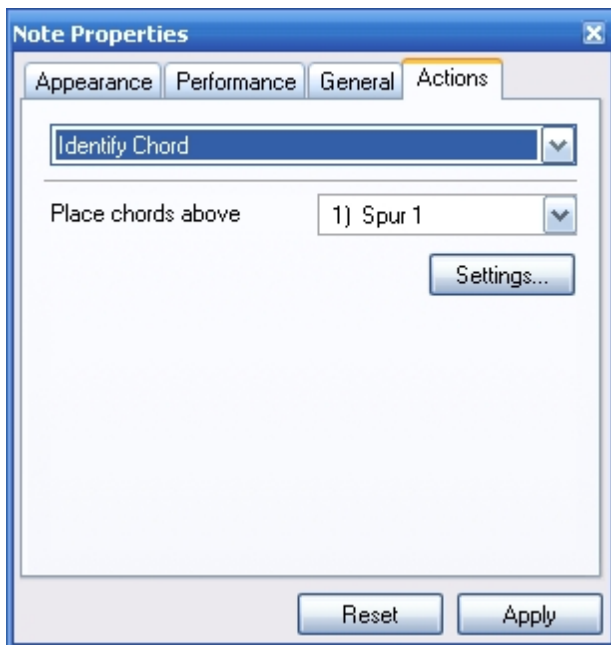 Note Properties
Appearance Performance General Actions
Identify Chord
Place chords above 1) Spur 1
Settings...
Reset Apply